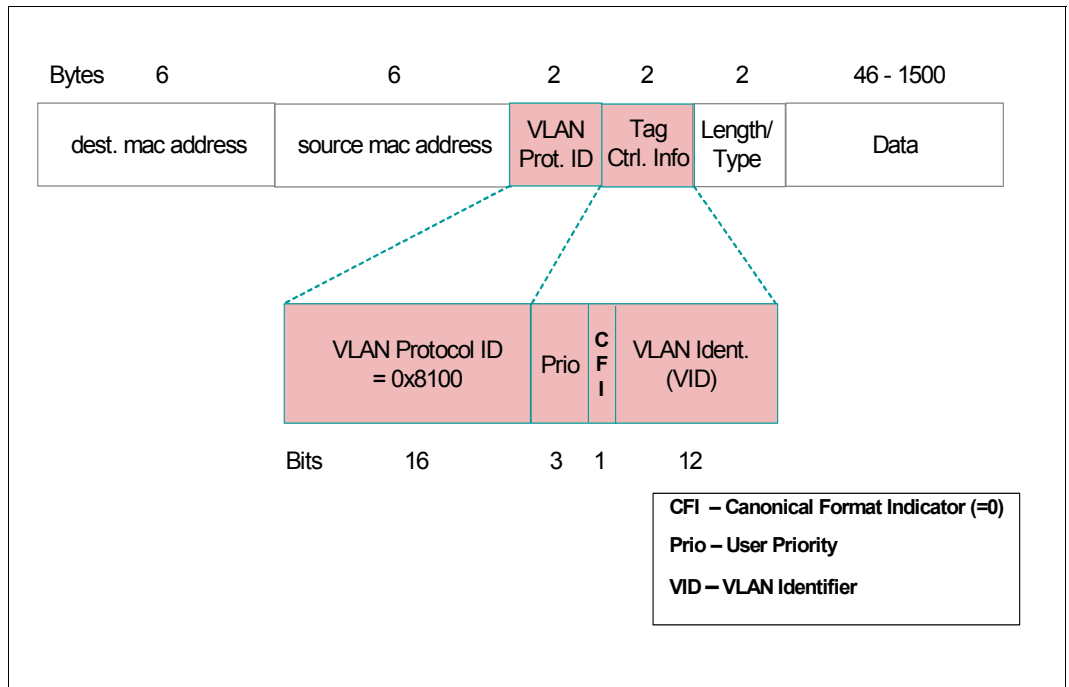 Bytes 6 6 2 2 2 46 - 1500
dest. mac address
source mac address
VLAN
Prot. ID
Tag
Ctrl. Info
Length/
Type
Data
VLAN Protocol ID
= 0x8100
Prio
C
F
I
VLAN Ident.
(VID)
Bits 16 3 1 12
CFI – Canonical Format Indicator (=0)
Prio – User Priority
VID – VLAN Identifier